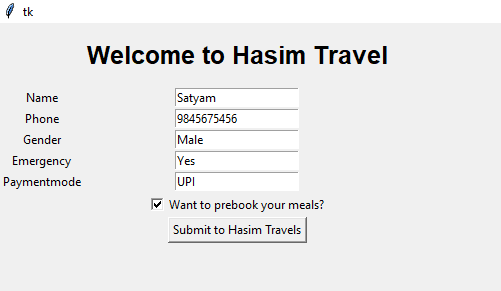 tk
Welcome to Hasim Travel
Name Satyam
Phone 9845675456
Gender Male
Emergency Yes
Paymentmode UPI
Want to prebook your meals?
Submit to Hasim Travels